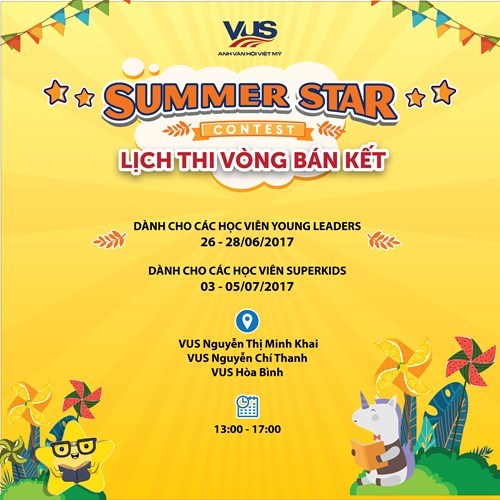 VUS
ANH VĂN HỘI VIỆT MỸ
SUMMER STAR
CONTEST
LỊCH THI VÒNG BÁN KẾT
DÀNH CHO CÁC HỌC VIÊN YOUNG LEADERS
26 - 28/06/2017
DÀNH CHO CÁC HỌC VIÊN SUPERKIDS
03 - 05/07/2017
VUS Nguyễn Thị Minh Khai
VUS Nguyễn Chí Thanh
VUS Hòa Bình
13:00 - 17:00